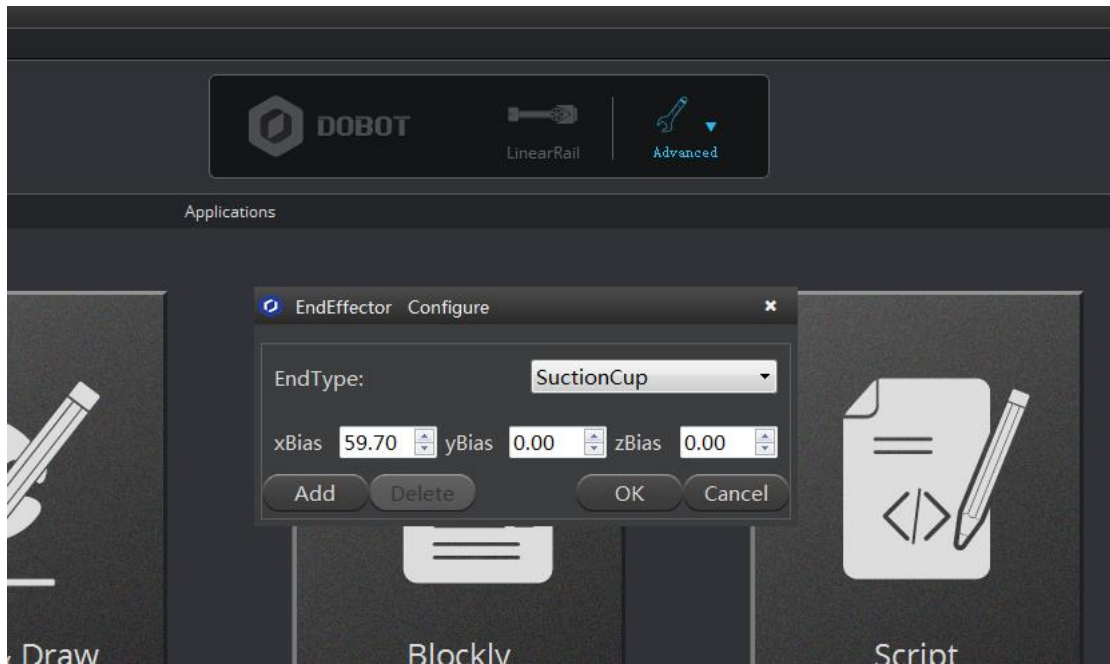 DOBOT
LinearRail
Advanced
Applications
EndEffector Configure
EndType: SuctionCup
xBias 59.70 yBias 0.00 zBias 0.00
Add Delete OK Cancel
Draw
Blockly
Script